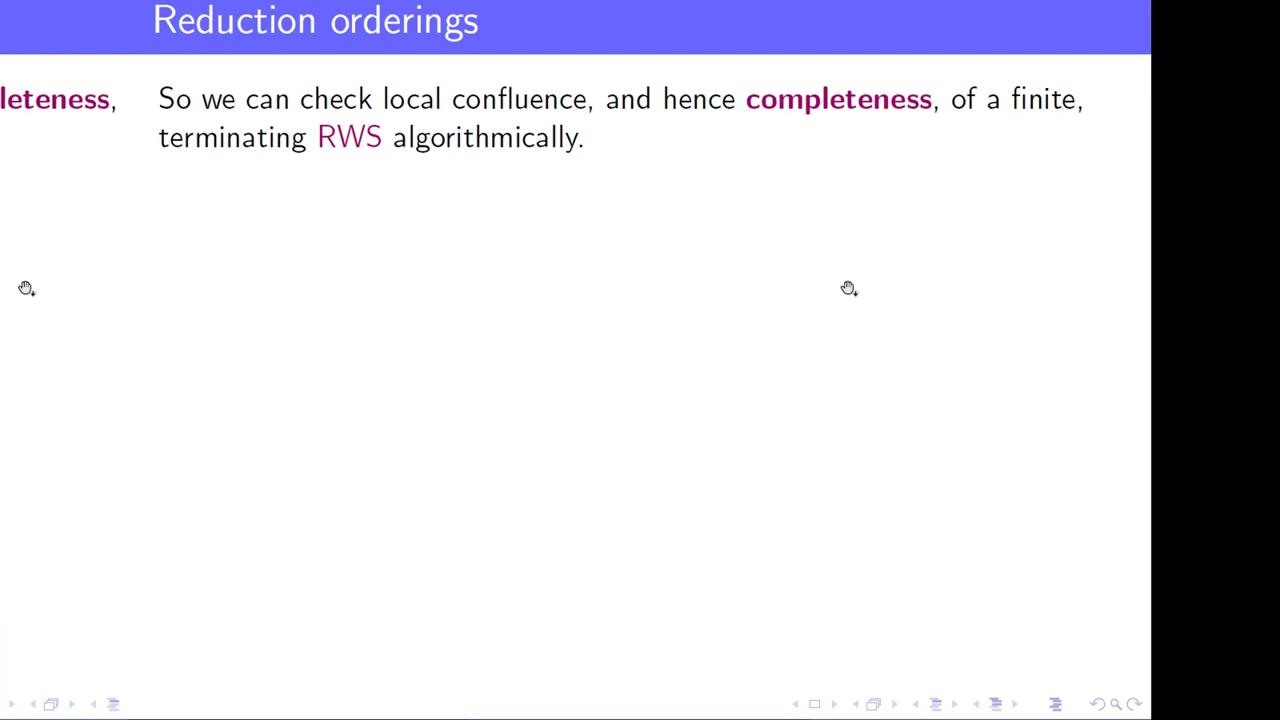 Reduction orderings
leteness,
So we can check local confluence, and hence completeness, of a finite,
terminating RWS algorithmically.